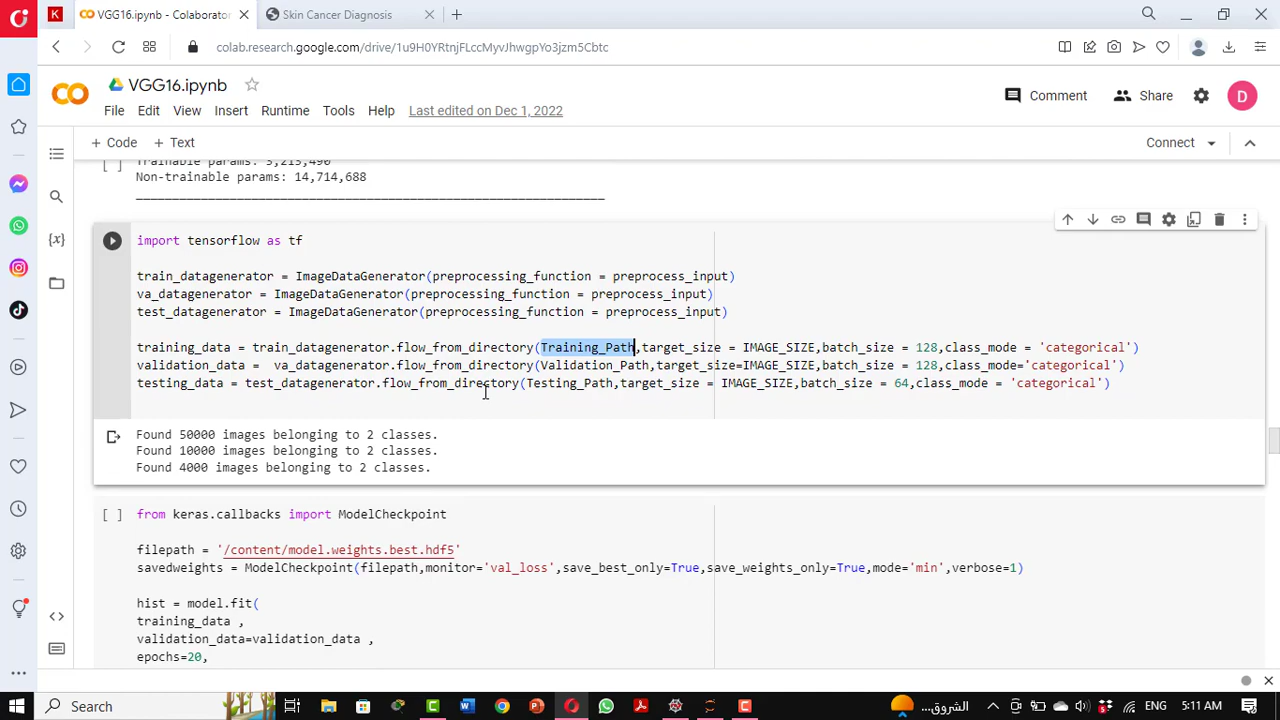 VGG16.ipynb - Colaborator
Skin Cancer Diagnosis
colab.research.google.com/drive/1u9H0YRtnjFLccMyvJhwgpYo3jzm5Cbtc
VGG16.ipynb
File Edit View Insert Runtime Tools Help Last edited on Dec 1, 2022
Comment Share D
+ Code + Text
Connect
[ ] Trainable params: 3,213,490
Non-trainable params: 14,714,688
import tensorflow as tf
train_datagenerator = ImageDataGenerator(preprocessing_function = preprocess_input)
va_datagenerator = ImageDataGenerator(preprocessing_function = preprocess_input)
test_datagenerator = ImageDataGenerator(preprocessing_function = preprocess_input)
training_data = train_datagenerator.flow_from_directory(Training_Path,target_size = IMAGE_SIZE,batch_size = 128,class_mode = 'categorical')
validation_data =  va_datagenerator.flow_from_directory(Validation_Path,target_size=IMAGE_SIZE,batch_size = 128,class_mode='categorical')
testing_data = test_datagenerator.flow_from_directory(Testing_Path,target_size = IMAGE_SIZE,batch_size = 64,class_mode = 'categorical')
Found 50000 images belonging to 2 classes.
Found 10000 images belonging to 2 classes.
Found 4000 images belonging to 2 classes.
[ ] from keras.callbacks import ModelCheckpoint
filepath = '/content/model.weights.best.hdf5'
savedweights = ModelCheckpoint(filepath,monitor='val_loss',save_best_only=True,save_weights_only=True,mode='min',verbose=1)
hist = model.fit(
training_data ,
validation_data=validation_data ,
epochs=20,
Search
الشروق...
5:11 AM